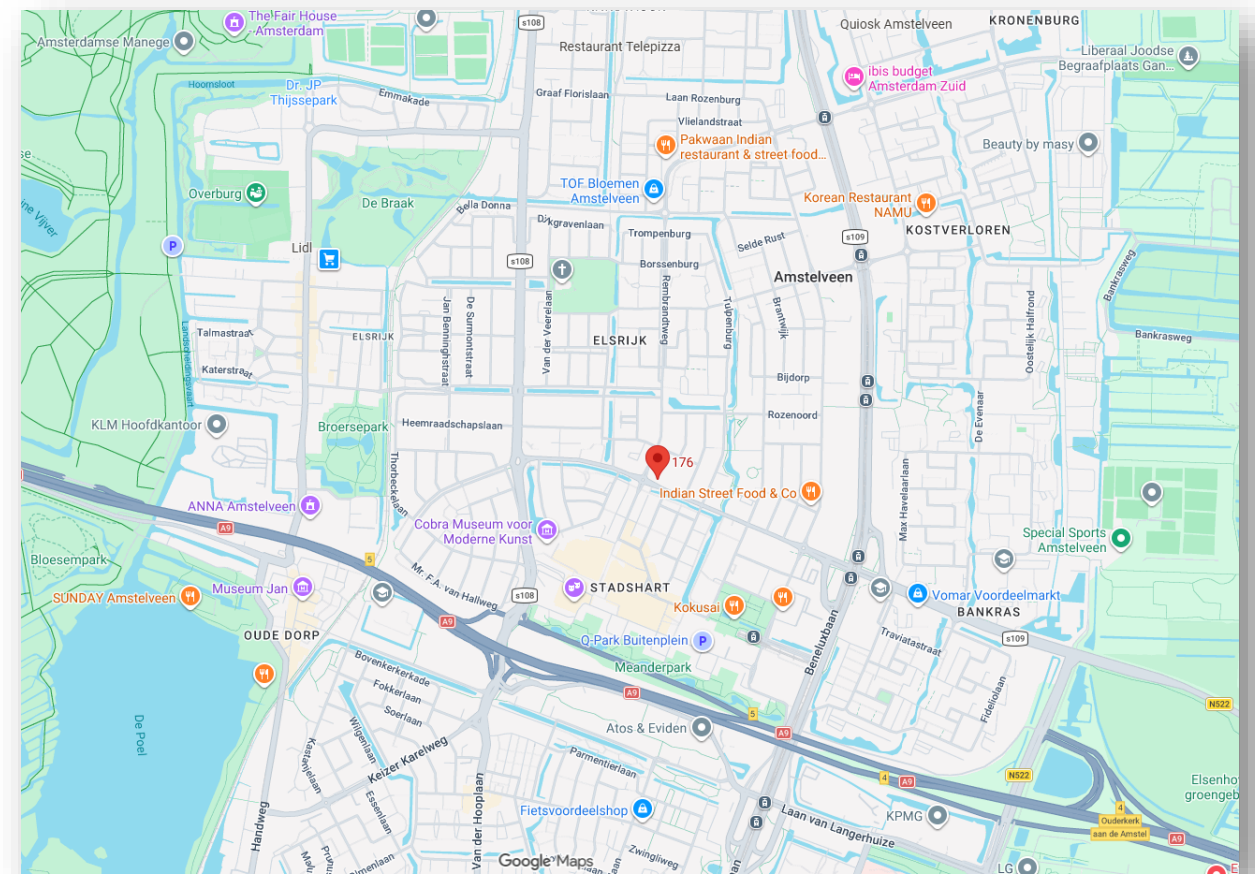 The Fair House
Amsterdam
s108
Amsterdamse Manege
Restaurant Telepizza
Quiosk Amstelveen
KRONENBURG
Liberaal Joodse
Begraafplaats Gan...
ibis budget
Amsterdam Zuid
Hoornsloot
Dr. JP
Thijssepark
Emmakade
Graaf Florislaan
Laan Rozenburg
Vlielandstraat
Pakwaan Indian
restaurant & street food...
Beauty by masy
TOF Bloemen
Amstelveen
Overburg
De Braak
Bella Donna
Korean Restaurant
NAMU
KOSTVERLOREN
Trompenburg
Selde Rust
s109
P
Lidl
s108
Borssenburg
Amstelveen
Bankrasweg
Rembrandtweg
Tulpenburg
Brantwijk
Jan Benninghstraat
De Surmontstraat
Van der Veerelaan
Oostelijk Halfrond
Talmastraat
ELSRIJK
ELSRIJK
Bankrasweg
Landscheidingsvaart
Katerstraat
Bijdorp
De Evenaar
KLM Hoofdkantoor
Broersepark
Heemraadschapslaan
Rozenoord
Thorbeckelaan
176
Indian Street Food & Co
Max Havelaarlaan
ANNA Amstelveen
A9
Cobra Museum voor
Moderne Kunst
Special Sports
Amstelveen
Bloesempark
5
Mr. F.A. van Hallweg
SUNDAY Amstelveen
Museum Jan
s108
STADSHART
Kokusai
Vomar Voordeelmarkt
BANKRAS
A9
OUDE DORP
Q-Park Buitenplein
P
Traviatastraat
s109
Beneluxbaan
Meanderpark
Bovenkerkerkade
Fokkerlaan
Soerlaan
Wilgenlaan
A9
Fideliolaan
N522
De Poel
5
Atos & Eviden
A9
Keizer Karelweg
Kastanjelaan
Essenlaan
Parmentierlaan
4
A9
N522
Elsenho
Handweg
Van der Hooplaan
Fietsvoordeelshop
Laan van Langerhuize
KPMG
4
Ouderkerk
aan de Amstel
A9
Google Maps
Zwingliweg
LG